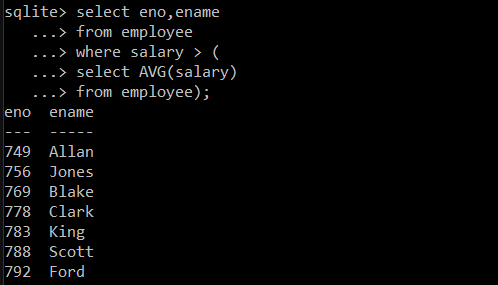 sqlite> select eno,ename
   ...> from employee
   ...> where salary > (
   ...> select AVG(salary)
   ...> from employee);
eno  ename
---  -----
749  Allan
756  Jones
769  Blake
778  Clark
783  King
788  Scott
792  Ford